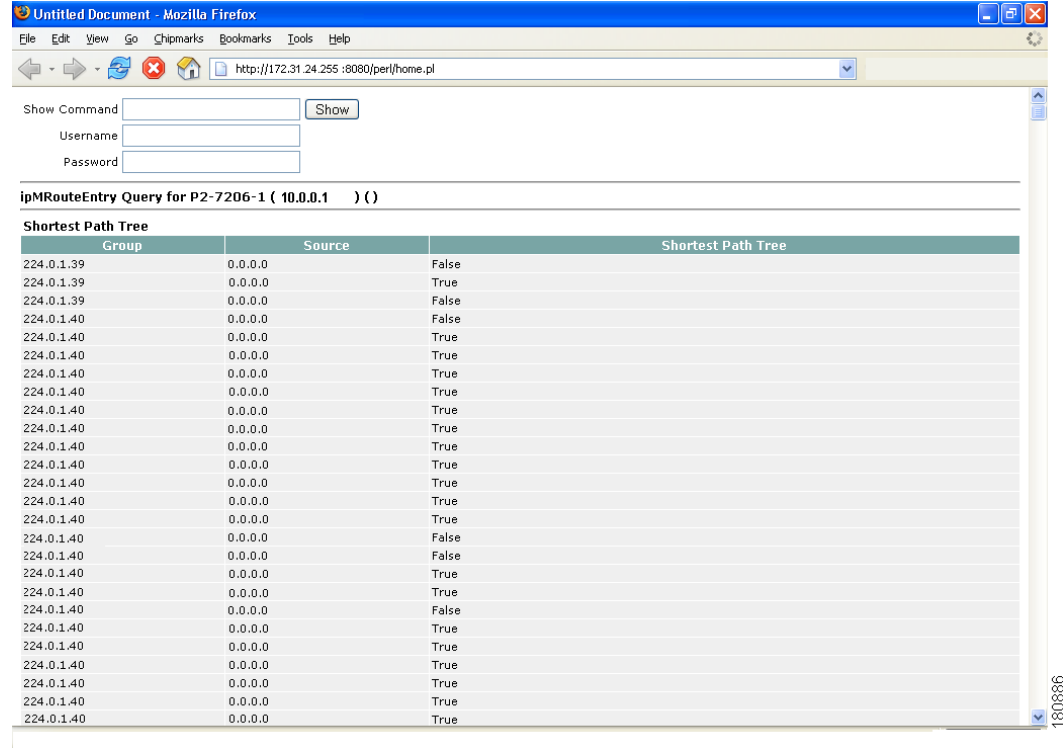 Untitled Document - Mozilla Firefox
File Edit View Go Chipmarks Bookmarks Tools Help
http://172.31.24.255 :8080/perl/home.pl
Show Command Show
Username
Password
ipMRouteEntry Query for P2-7206-1 ( 10.0.0.1 ) ( )
Shortest Path Tree
Group Source Shortest Path Tree
224.0.1.39 0.0.0.0 False
224.0.1.39 0.0.0.0 True
224.0.1.39 0.0.0.0 False
224.0.1.40 0.0.0.0 False
224.0.1.40 0.0.0.0 True
224.0.1.40 0.0.0.0 True
224.0.1.40 0.0.0.0 True
224.0.1.40 0.0.0.0 True
224.0.1.40 0.0.0.0 True
224.0.1.40 0.0.0.0 True
224.0.1.40 0.0.0.0 True
224.0.1.40 0.0.0.0 True
224.0.1.40 0.0.0.0 True
224.0.1.40 0.0.0.0 True
224.0.1.40 0.0.0.0 True
224.0.1.40 0.0.0.0 False
224.0.1.40 0.0.0.0 False
224.0.1.40 0.0.0.0 True
224.0.1.40 0.0.0.0 True
224.0.1.40 0.0.0.0 False
224.0.1.40 0.0.0.0 True
224.0.1.40 0.0.0.0 True
224.0.1.40 0.0.0.0 True
224.0.1.40 0.0.0.0 True
224.0.1.40 0.0.0.0 True
224.0.1.40 0.0.0.0 True
180886